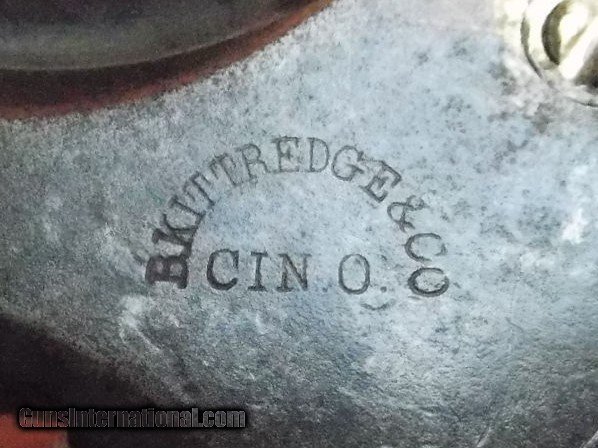 B.KITTREDGE & CO
CIN. O.
GunsInternational.com